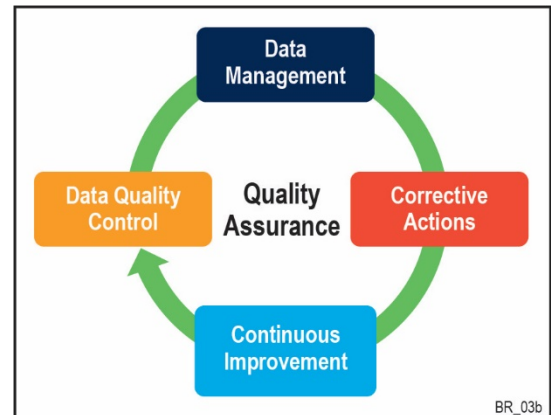 Data
Management
Data Quality
Control
Quality
Assurance
Corrective
Actions
Continuous
Improvement
BR_03b